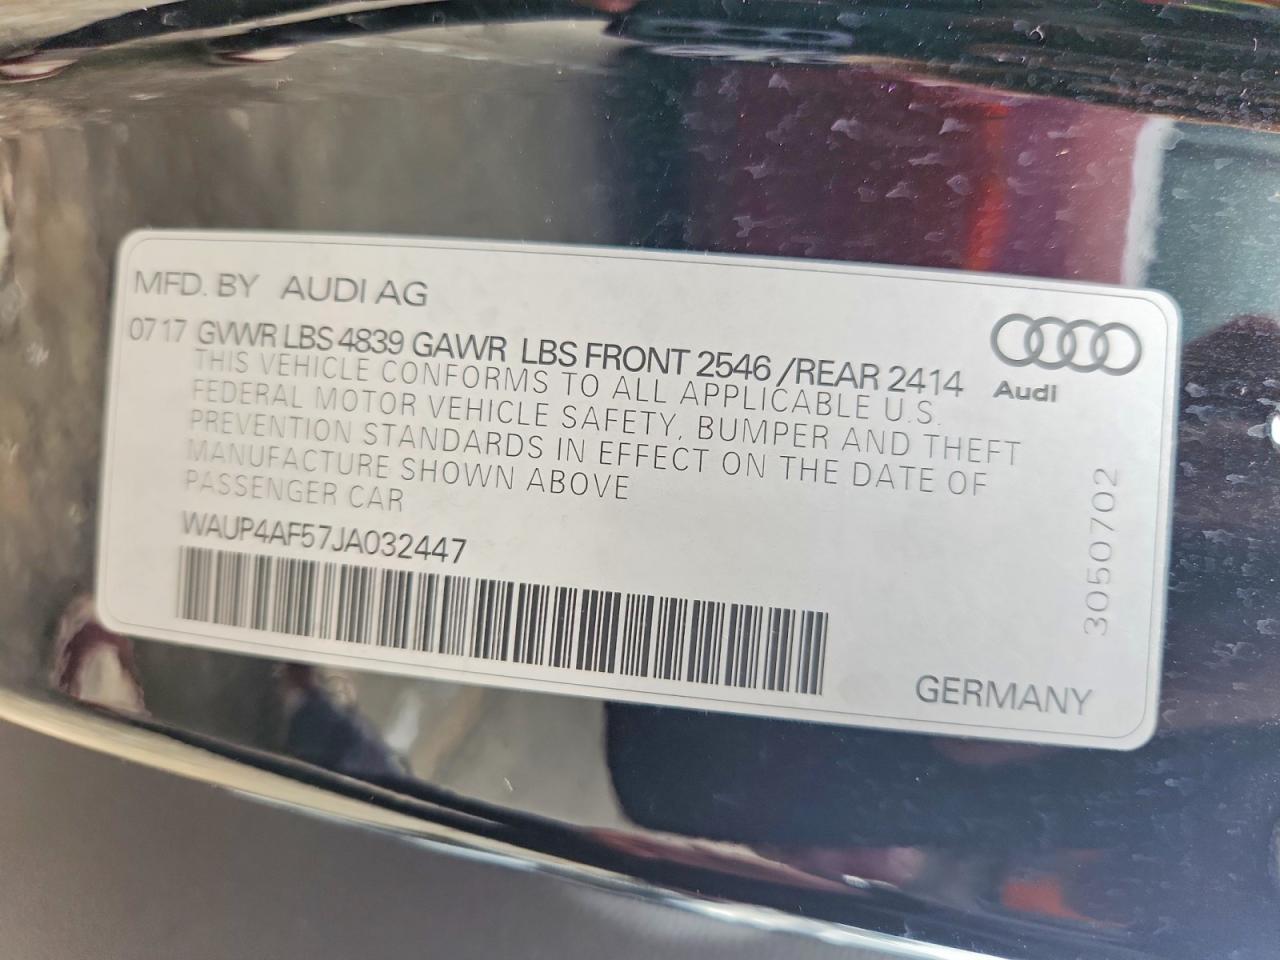 MFD. BY AUDI AG
07 17 GVWR LBS 4839 GAWR LBS FRONT 2546 /REAR 2414
THIS VEHICLE CONFORMS TO ALL APPLICABLE U.S.
FEDERAL MOTOR VEHICLE SAFETY, BUMPER AND THEFT
PREVENTION STANDARDS IN EFFECT ON THE DATE OF
MANUFACTURE SHOWN ABOVE
PASSENGER CAR
WAUP4AF57JA032447
Audi
3050702
GERMANY